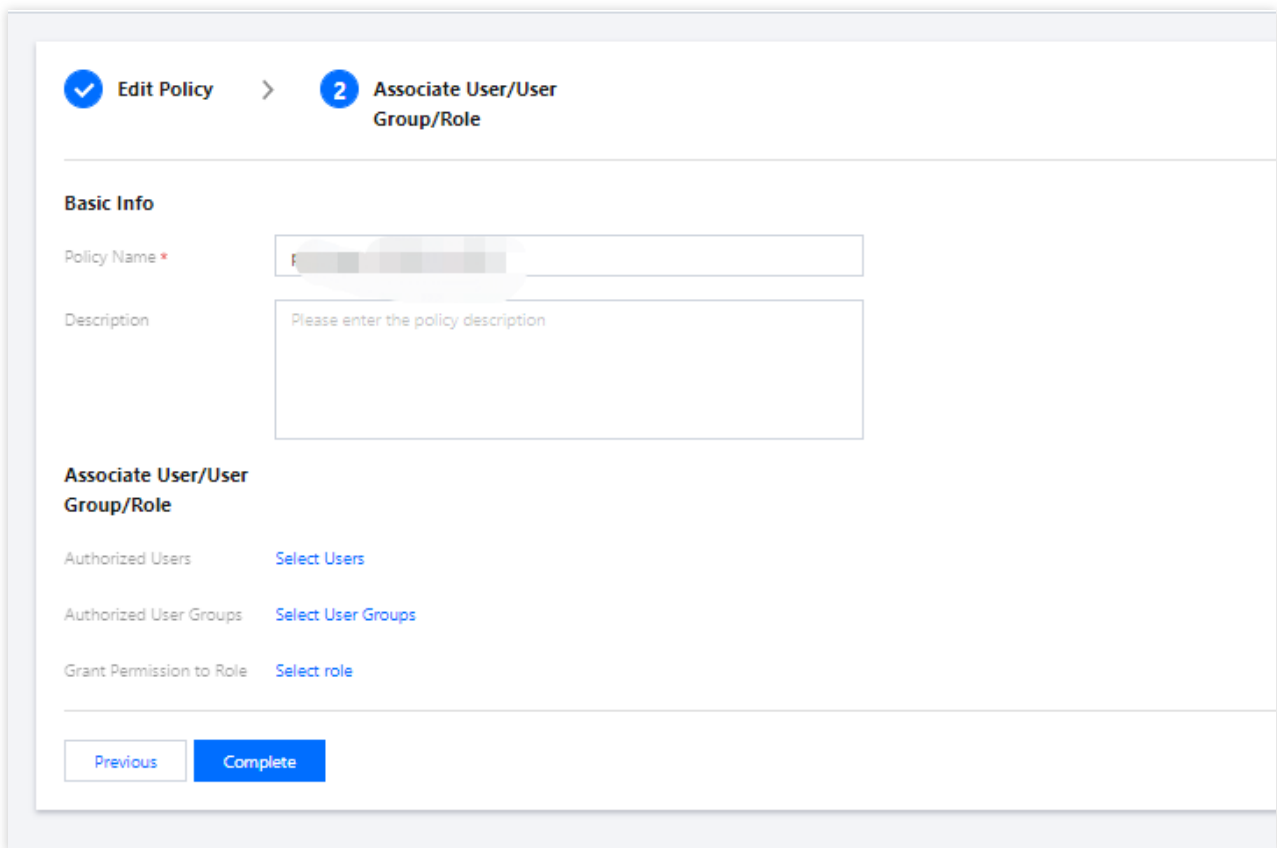 Edit Policy
2
Associate User/User
Group/Role
Basic Info
Policy Name *
Description
Please enter the policy description
Associate User/User
Group/Role
Authorized Users
Select Users
Authorized User Groups
Select User Groups
Grant Permission to Role
Select role
Previous
Complete